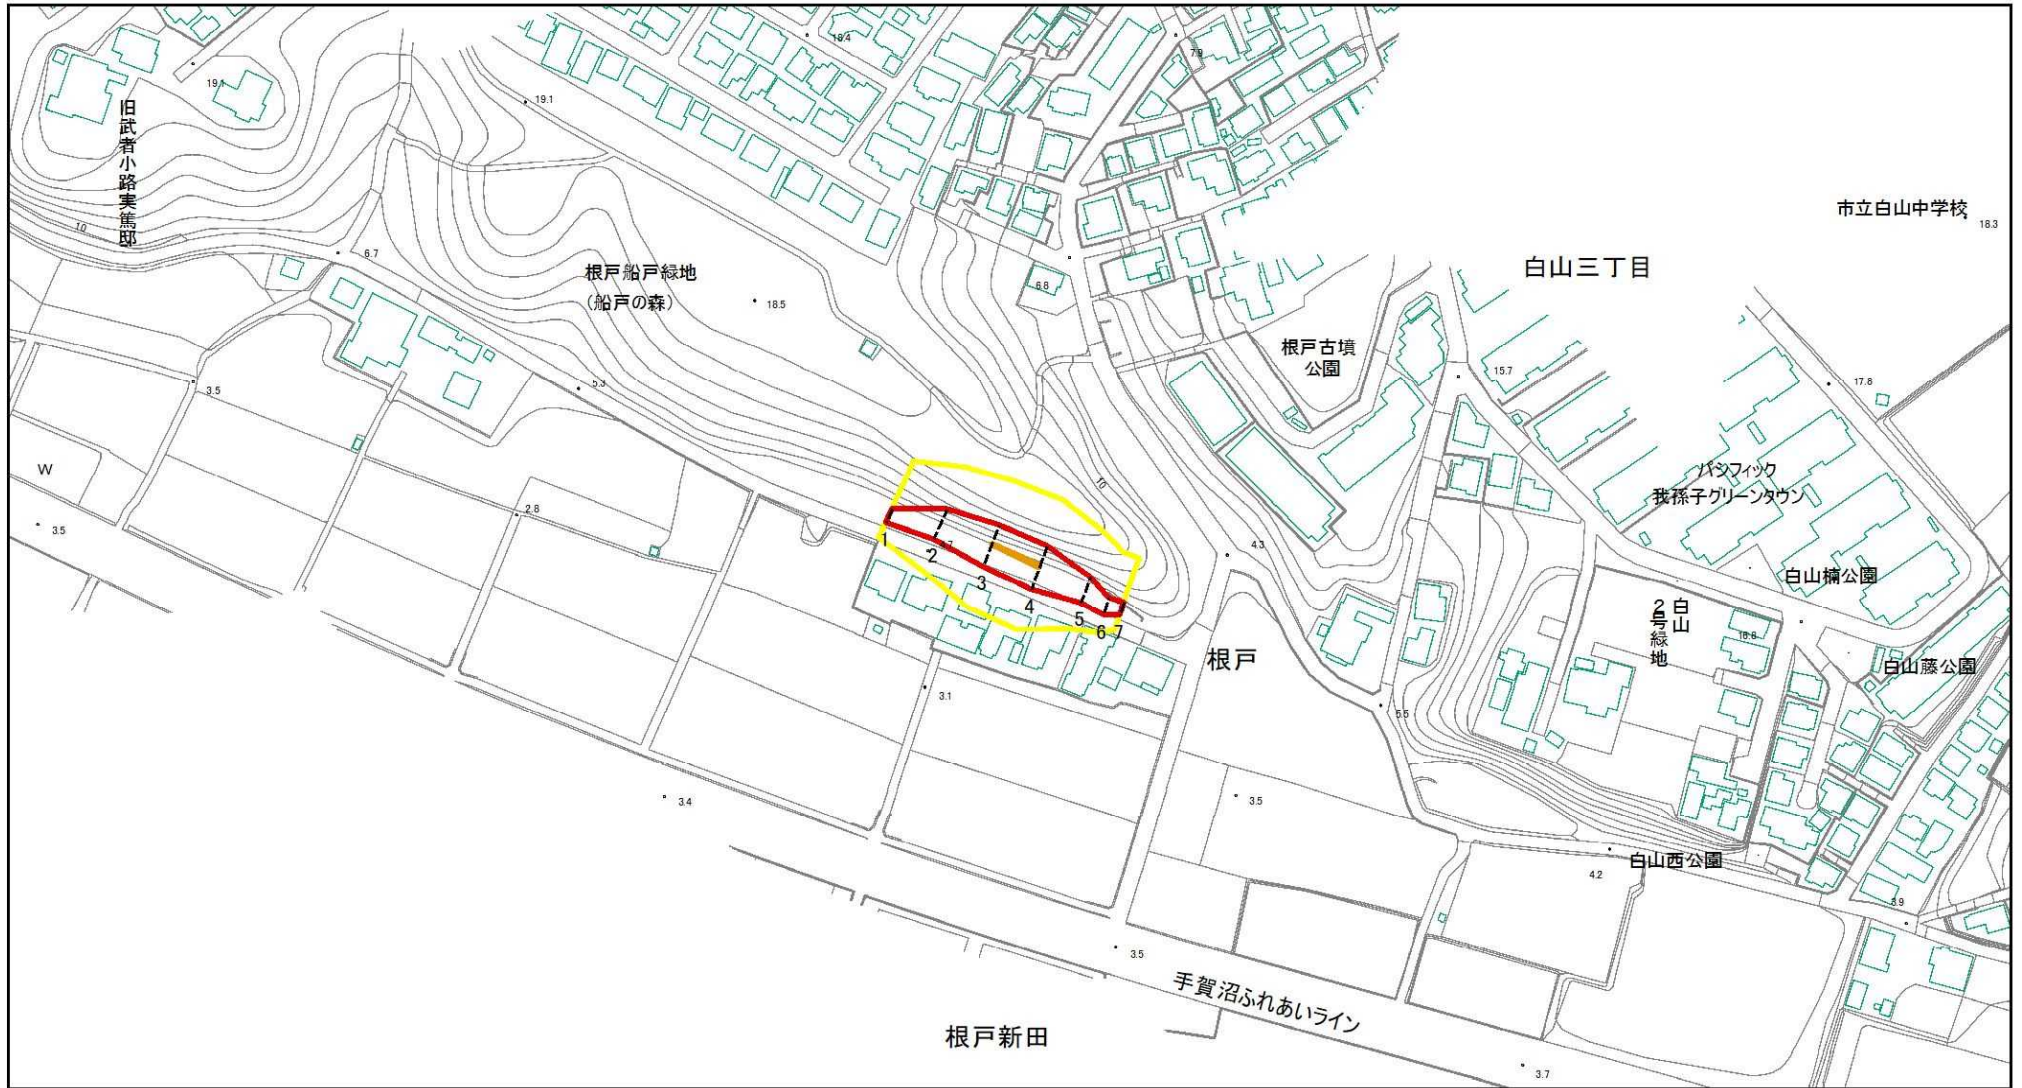 18.4
7.9
19.1
19.1
旧武者小路実篤邸
市立白山中学校
18.3
10
6.7
根戸船戸緑地
(船戸の森)
18.5
6.8
白山三丁目
根戸古墳
公園
15.7
17.8
3.5
5.3
W
パシフィック
我孫子グリーンタウン
10
3.5
2.8
4.7
4.3
1
2
3
4
5
6
7
白山楠公園
白山
2号緑地
16.8
根戸
白山藤公園
3.1
5.5
3.4
3.5
白山西公園
4.2
3.9
3.5
手賀沼ふれあいライン
根戸新田
3.7